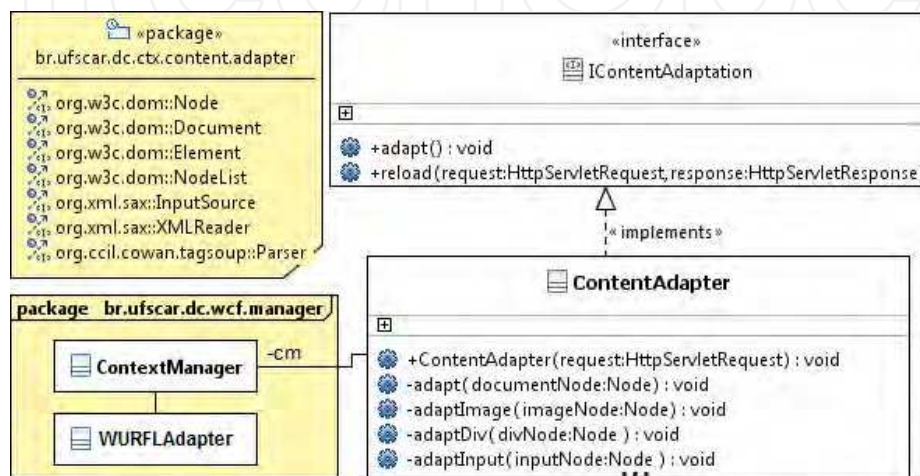 «package»
br.ufscar.dc.ctx.content.adapter
org.w3c.dom::Node
org.w3c.dom::Document
org.w3c.dom::Element
org.w3c.dom::NodeList
org.xml.sax::InputSource
org.xml.sax::XMLReader
org.ccil.cowan.tagsoup::Parser
«interface»
IContentAdaptation
+adapt() : void
+reload(request:HttpServletRequest,response:HttpServletResponse
«implements»
package br.ufscar.dc.wcf.manager
ContextManager
-cm
WURFLAdapter
ContentAdapter
+ContentAdapter(request:HttpServletRequest) : void
-adapt(documentNode:Node) : void
-adaptImage(imageNode:Node) : void
-adaptDiv(divNode:Node ) : void
-adaptInput(inputNode:Node ) : void